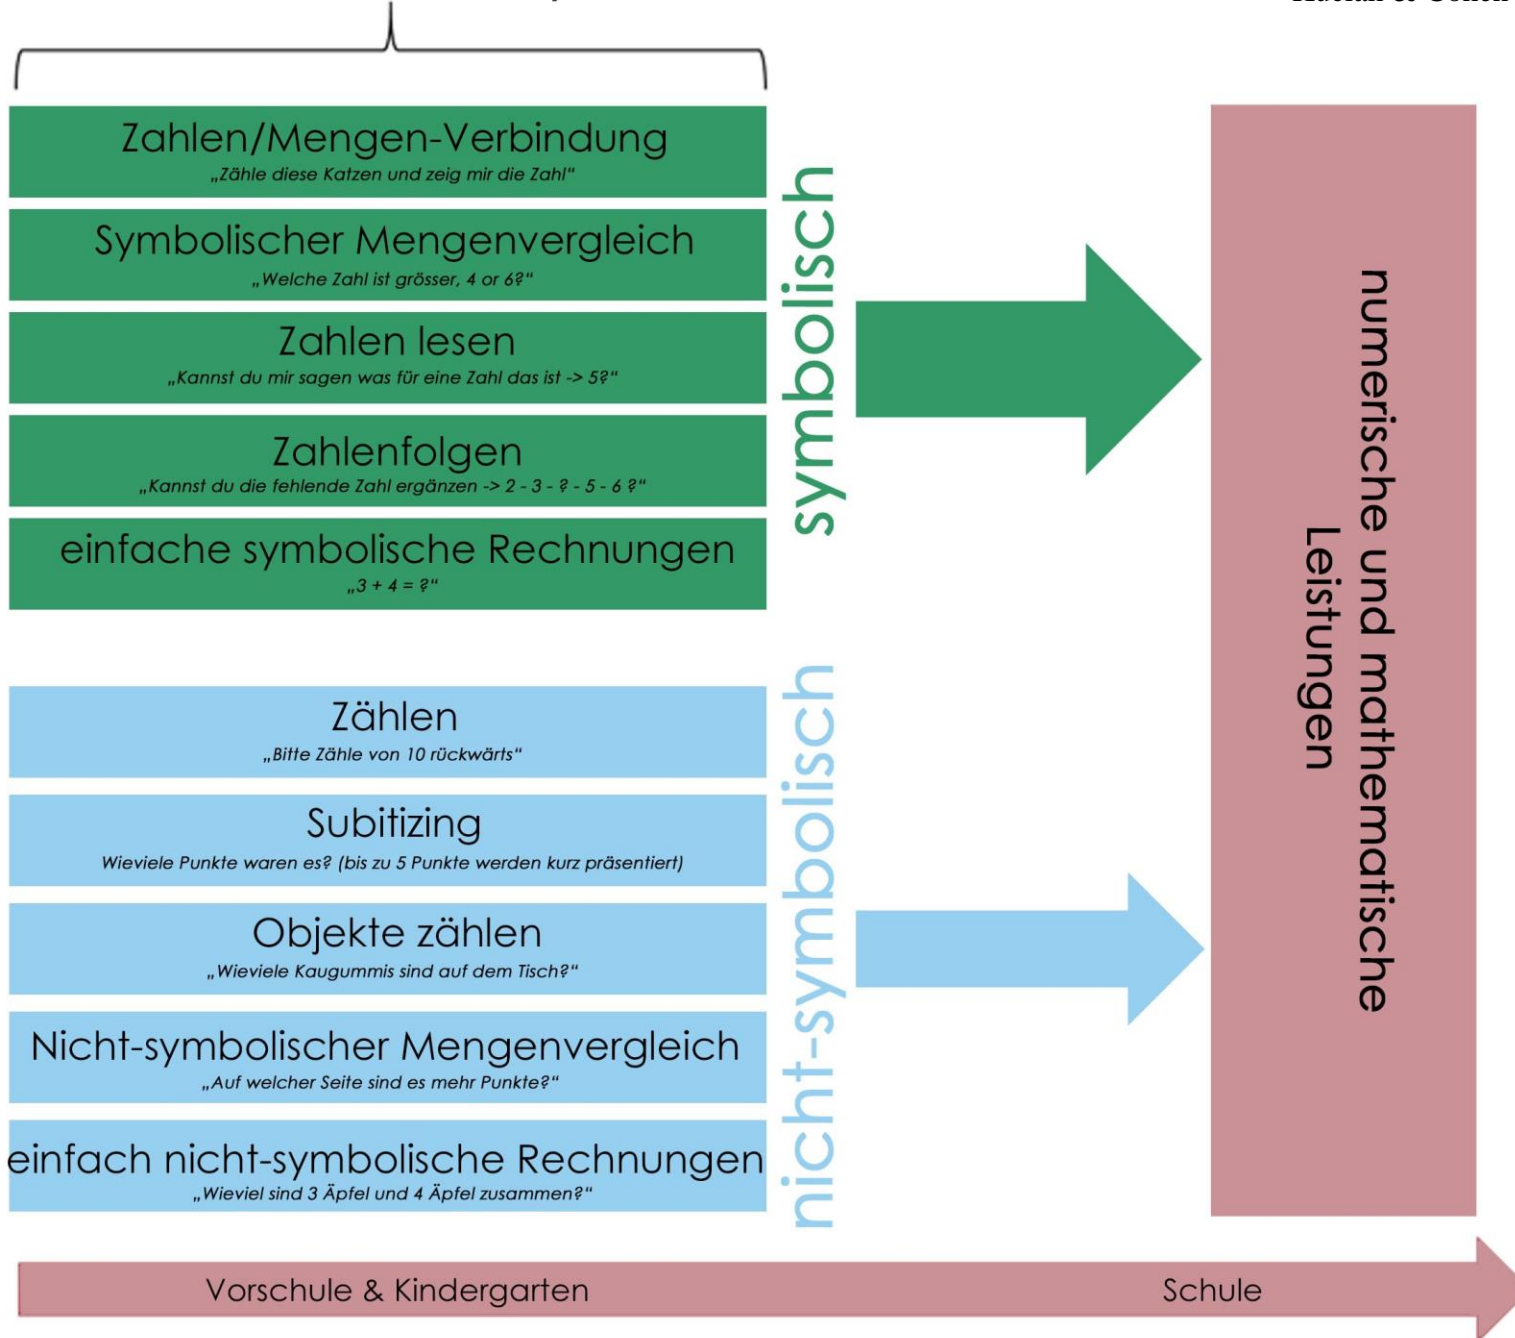 Zahlen/Mengen-Verbindung
„Zähle diese Katzen und zeig mir die Zahl“
Symbolischer Mengenvergleich
„Welche Zahl ist grösser, 4 or 6?“
Zahlen lesen
„Kannst du mir sagen was für eine Zahl das ist -> 5?“
Zahlenfolgen
„Kannst du die fehlende Zahl ergänzen -> 2 - 3 - ? - 5 - 6 ?“
einfache symbolische Rechnungen
„3 + 4 = ?“
symbolisch
Zählen
„Bitte Zähle von 10 rückwärts“
Subitizing
Wieviele Punkte waren es? (bis zu 5 Punkte werden kurz präsentiert)
Objekte zählen
„Wieviele Kaugummis sind auf dem Tisch?“
Nicht-symbolischer Mengenvergleich
„Auf welcher Seite sind es mehr Punkte?“
einfach nicht-symbolische Rechnungen
„Wieviel sind 3 Äpfel und 4 Äpfel zusammen?“
nicht-symbolisch
numerische und mathematische
Leistungen
Vorschule & Kindergarten
Schule